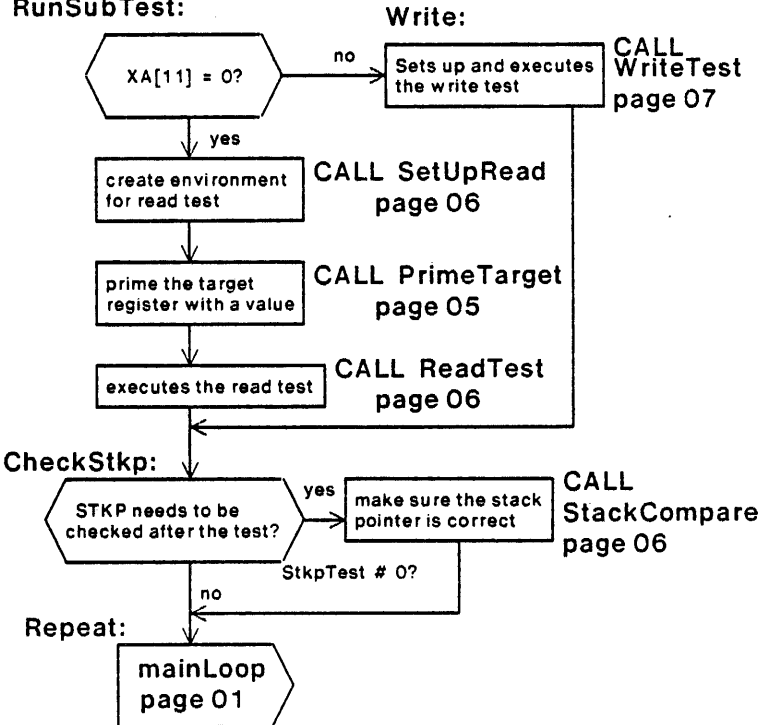 RunSubTest:
Write:
XA[11] = 0?
no
Sets up and executes
the write test
CALL
WriteTest
page 07
yes
create environment
for read test
CALL SetUpRead
page 06
prime the target
register with a value
CALL PrimeTarget
page 05
executes the read test
CALL ReadTest
page 06
CheckStkp:
STKP needs to be
checked after the test?
yes
make sure the stack
pointer is correct
CALL
StackCompare
page 06
StkpTest # 0?
no
Repeat:
mainLoop
page 01